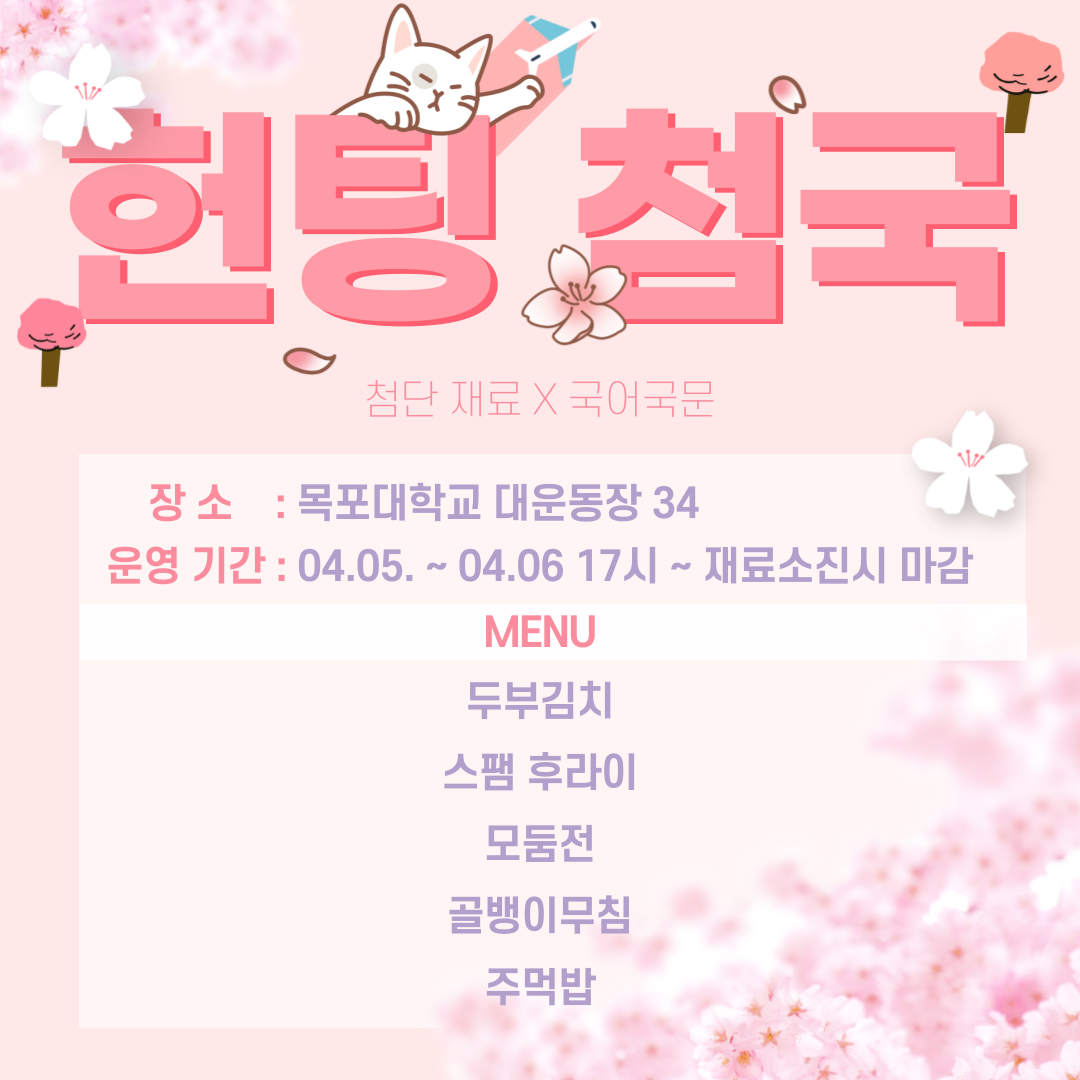 헌팅 첨국
첨단 재료 X 국어국문
장 소 : 목포대학교 대운동장 34
운영 기간 : 04.05. ~ 04.06 17시 ~ 재료소진시 마감
MENU
두부김치
스팸 후라이
모둠전
골뱅이무침
주먹밥